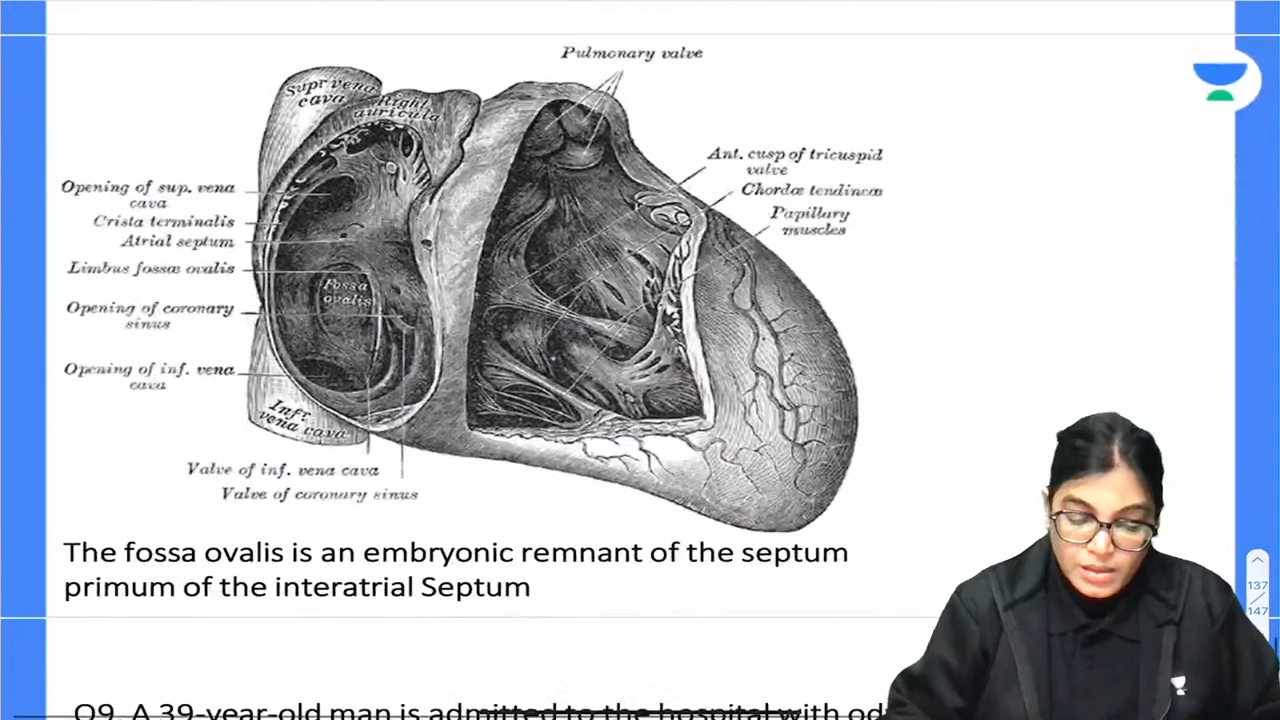 Pulmonary valve
Supr vena
cava
Right
auricula
Ant. cusp of tricuspid
valve
Chordæ tendineæ
Papillary
muscles
Opening of sup. vena
cava
Crista terminalis
Atrial septum
Limbus fossæ ovalis
Fossa
ovalis
Opening of coronary
sinus
Opening of inf. vena
cava
Infr
vena cava
Valve of inf. vena cava
Valve of coronary sinus
The fossa ovalis is an embryonic remnant of the septum
primum of the interatrial Septum
137
147
Q9. A 39-year-old man is admitted to the hospital with